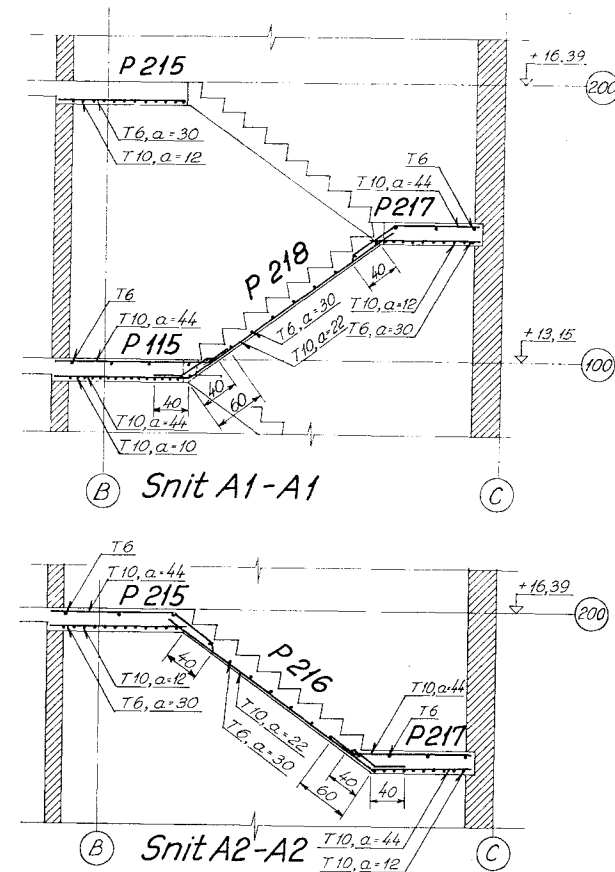 P 215
+16,39
200
T6, a=30
T10, a=12
T6
T10, a=44
P217
P 218
40
T6, a=30
T10, a=22
T10, a=12
T6, a=30
T6
T10, a=44
P 115
+13,15
100
40
40
60
T10, a=44
T10, a=10
B
Snit A1-A1
C
T6
T10, a=44
P 215
+16,39
200
40
P216
T10, a=12
T6, a=30
T10, a=22
T6, a=30
T10, a=44
T6
P217
40
60
40
B
Snit A2-A2
T10, a=44
T10, a=12
C